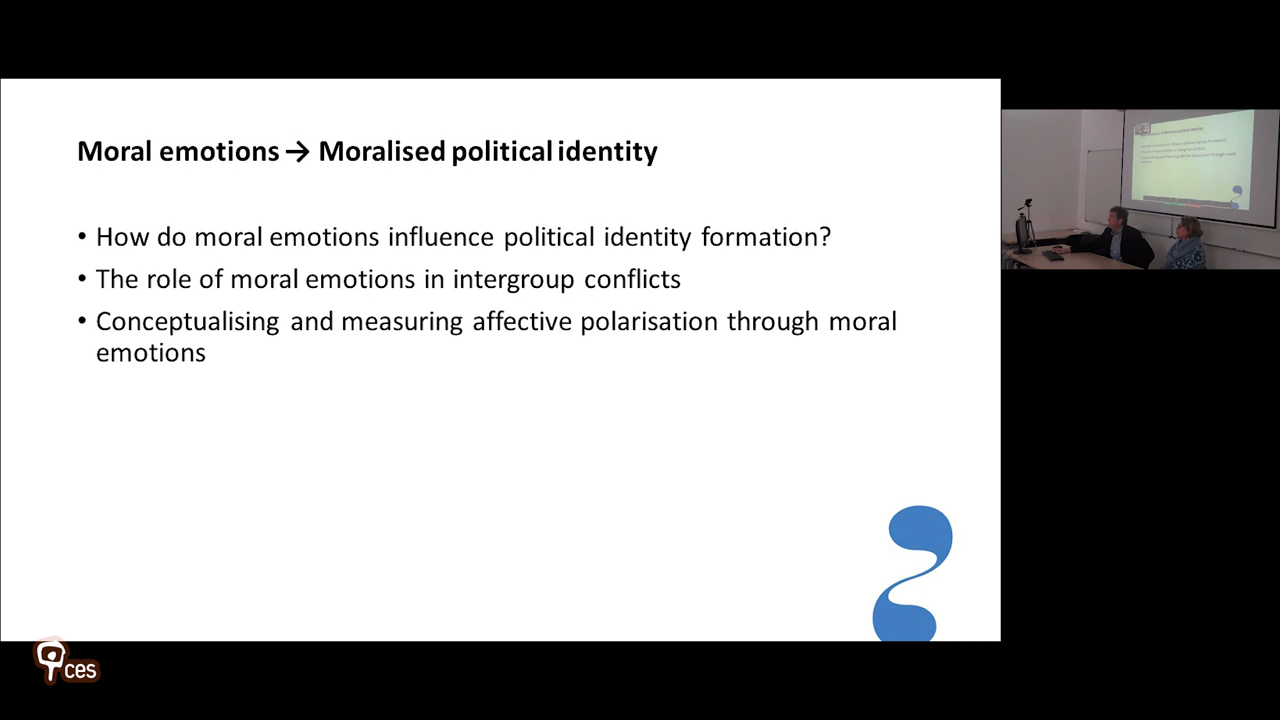 Moral emotions → Moralised political identity
• How do moral emotions influence political identity formation?
• The role of moral emotions in intergroup conflicts
• Conceptualising and measuring affective polarisation through moral
emotions
ces